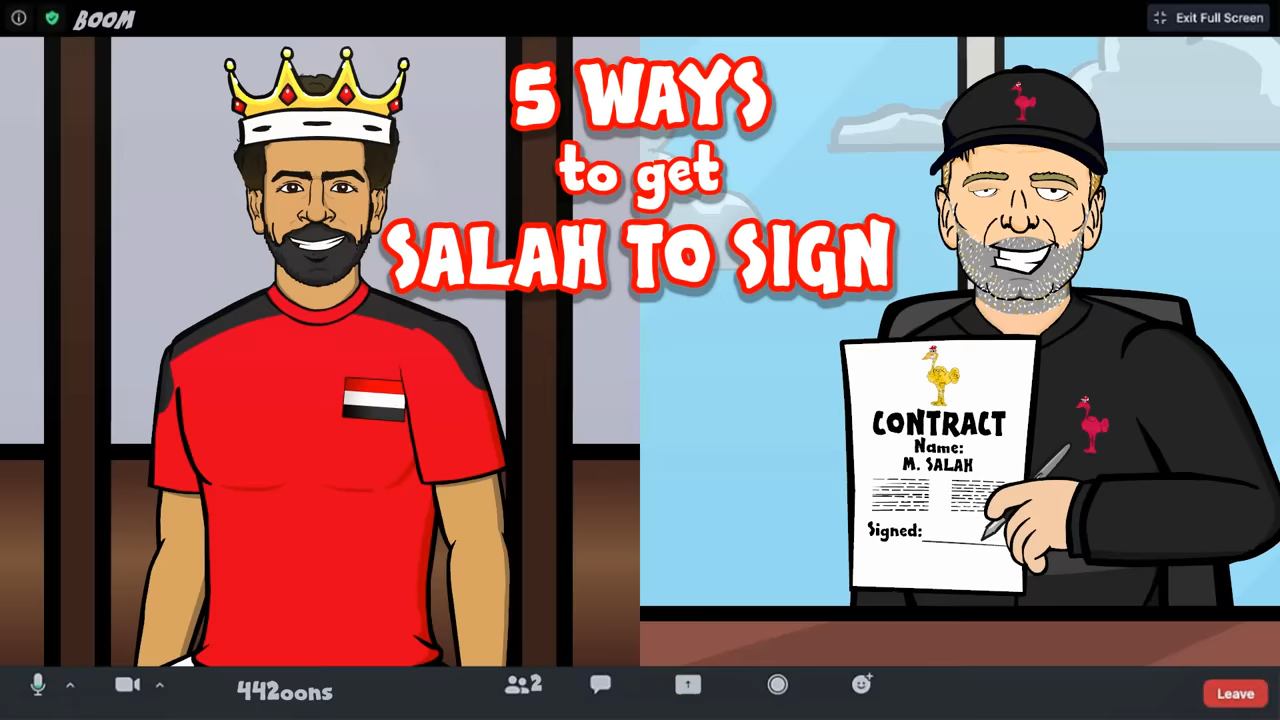 BOOM
Exit Full Screen
5 WAYS
to get
SALAH TO SIGN
CONTRACT
Name:
M. SALAH
Signed:
442oons
2
Leave